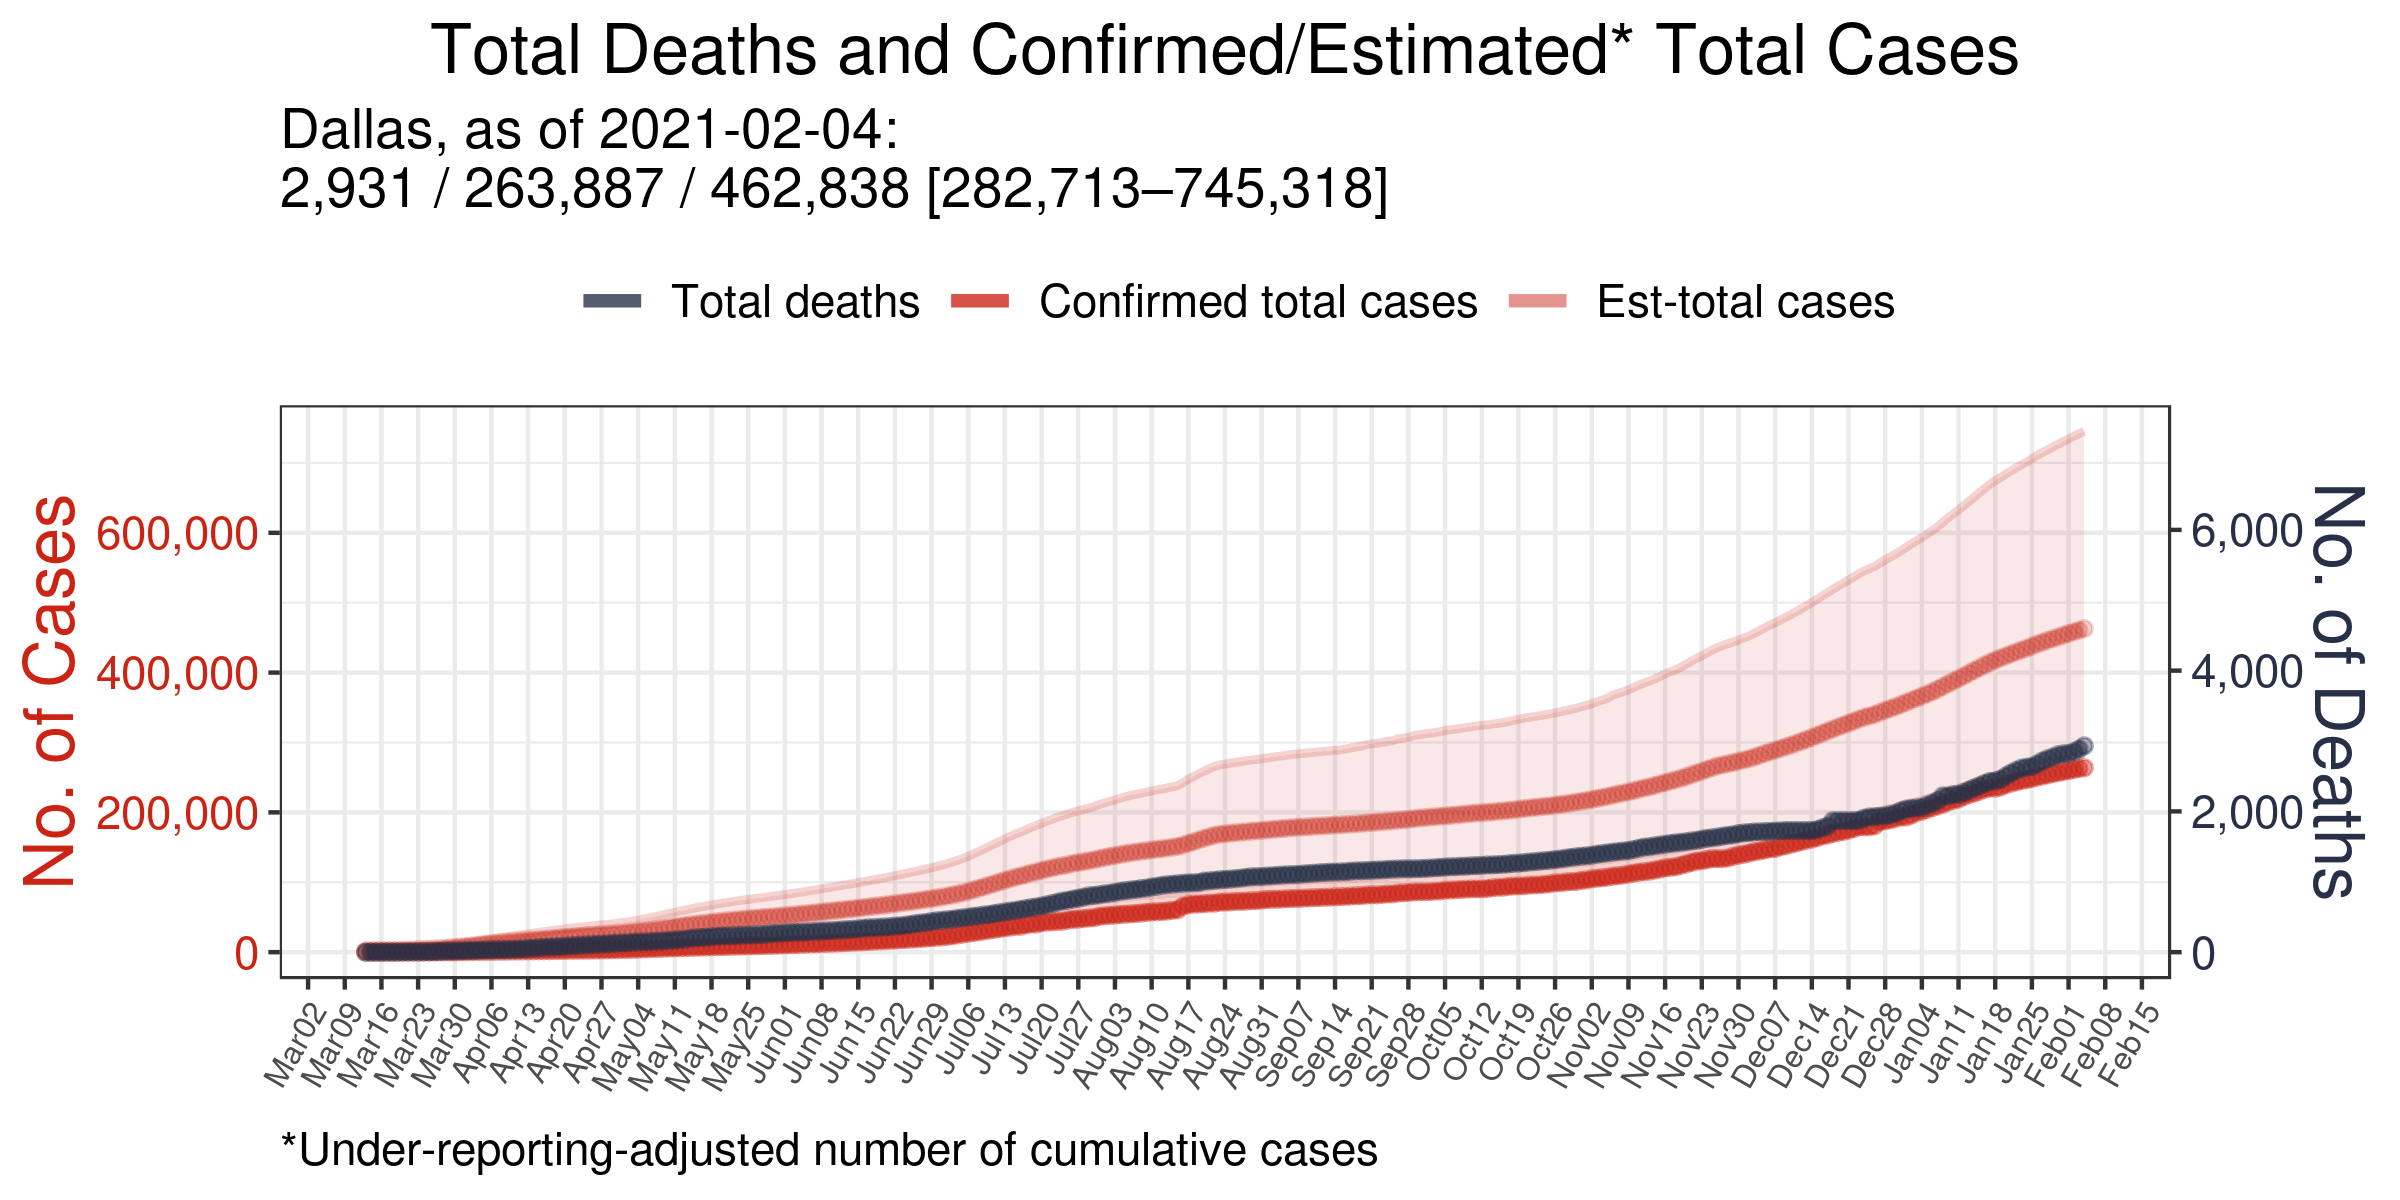 Total Deaths and Confirmed/Estimated* Total Cases
Dallas, as of 2021-02-04:
2,931 / 263,887 / 462,838 [282,713–745,318]
Total deaths
Confirmed total cases
Est-total cases
No. of Cases
600,000
400,000
200,000
0
6,000
4,000
2,000
0
No. of Deaths
Mar02
Mar09
Mar16
Mar23
Mar30
Apr06
Apr13
Apr20
Apr27
May04
May11
May18
May25
Jun01
Jun08
Jun15
Jun22
Jun29
Jul06
Jul13
Jul20
Jul27
Aug03
Aug10
Aug17
Aug24
Aug31
Sep07
Sep14
Sep21
Sep28
Oct05
Oct12
Oct19
Oct26
Nov02
Nov09
Nov16
Nov23
Nov30
Dec07
Dec14
Dec21
Dec28
Jan04
Jan11
Jan18
Jan25
Feb01
Feb08
Feb15
*Under-reporting-adjusted number of cumulative cases